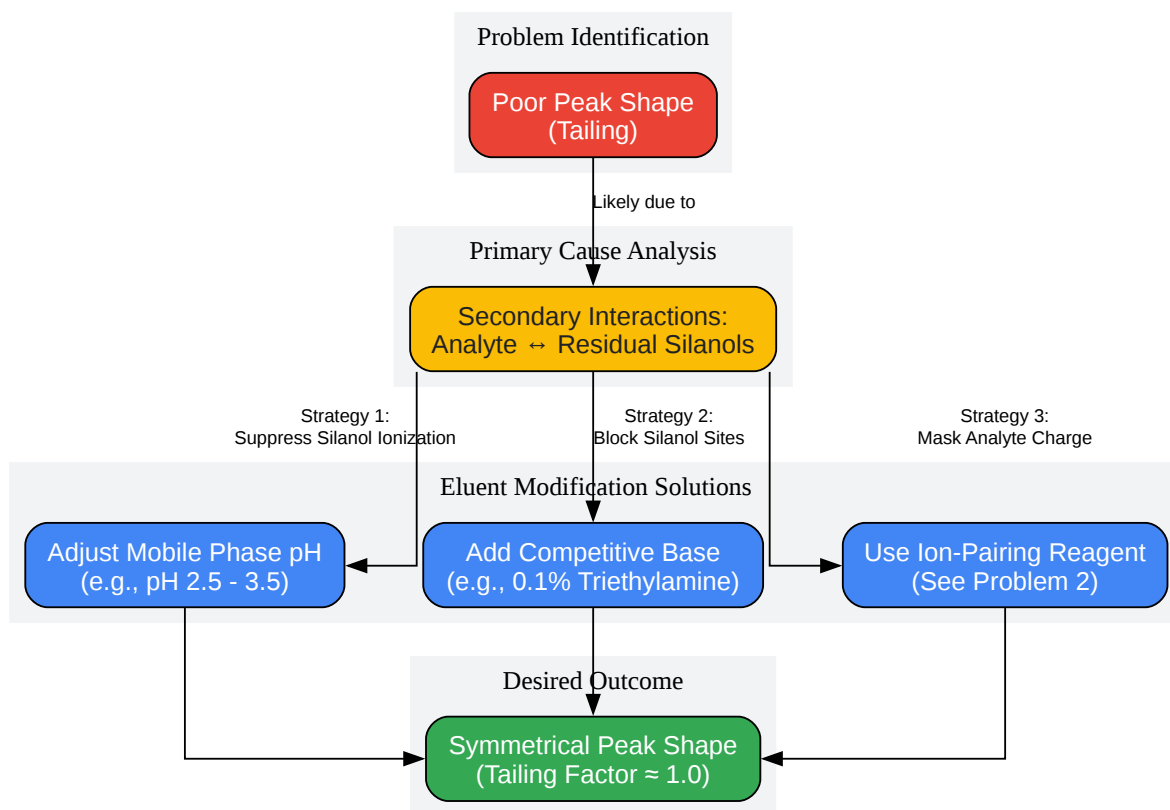 Problem Identification
Poor Peak Shape
(Tailing)
Likely due to
Primary Cause Analysis
Secondary Interactions:
Analyte ↔ Residual Silanols
Strategy 1:
Suppress Silanol Ionization
Strategy 2:
Block Silanol Sites
Strategy 3:
Mask Analyte Charge
Eluent Modification Solutions
Adjust Mobile Phase pH
(e.g., pH 2.5 - 3.5)
Add Competitive Base
(e.g., 0.1% Triethylamine)
Use Ion-Pairing Reagent
(See Problem 2)
Desired Outcome
Symmetrical Peak Shape
(Tailing Factor ≈ 1.0)